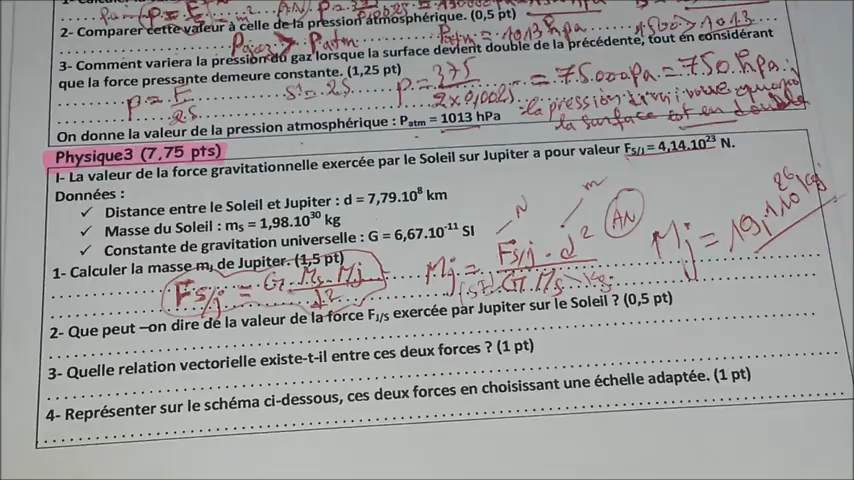 2- Comparer cette valeur à celle de la pression atmosphérique. (0,5 pt)
Pgaz > Patm Patm = 1013 hpa 1500 > 1013
3- Comment variera la pression du gaz lorsque la surface devient double de la précédente, tout en considérant
que la force pressante demeure constante. (1,25 pt)
P = F/2S S' = 2S P = 375/2x0,0025 = 75.000pa = 750 hpa.
la pression
On donne la valeur de la pression atmosphérique : Patm = 1013 hPa
la surface est en double
Physique3 (7,75 pts)
I- La valeur de la force gravitationnelle exercée par le Soleil sur Jupiter a pour valeur FS/J = 4,14.10²³ N.
Données :
✓ Distance entre le Soleil et Jupiter : d = 7,79.10⁸ km
✓ Masse du Soleil : mS = 1,98.10³⁰ kg
✓ Constante de gravitation universelle : G = 6,67.10⁻¹¹ SI
N m AN
1- Calculer la masse mJ de Jupiter. (1,5 pt)
FS/j = G.Ms.Mj/d² Mj = FS/j.d²/G.Ms (SI) kg Mj = 19,1.10²⁶ kg
2- Que peut –on dire de la valeur de la force FJ/S exercée par Jupiter sur le Soleil ? (0,5 pt)
3- Quelle relation vectorielle existe-t-il entre ces deux forces ? (1 pt)
4- Représenter sur le schéma ci-dessous, ces deux forces en choisissant une échelle adaptée. (1 pt)